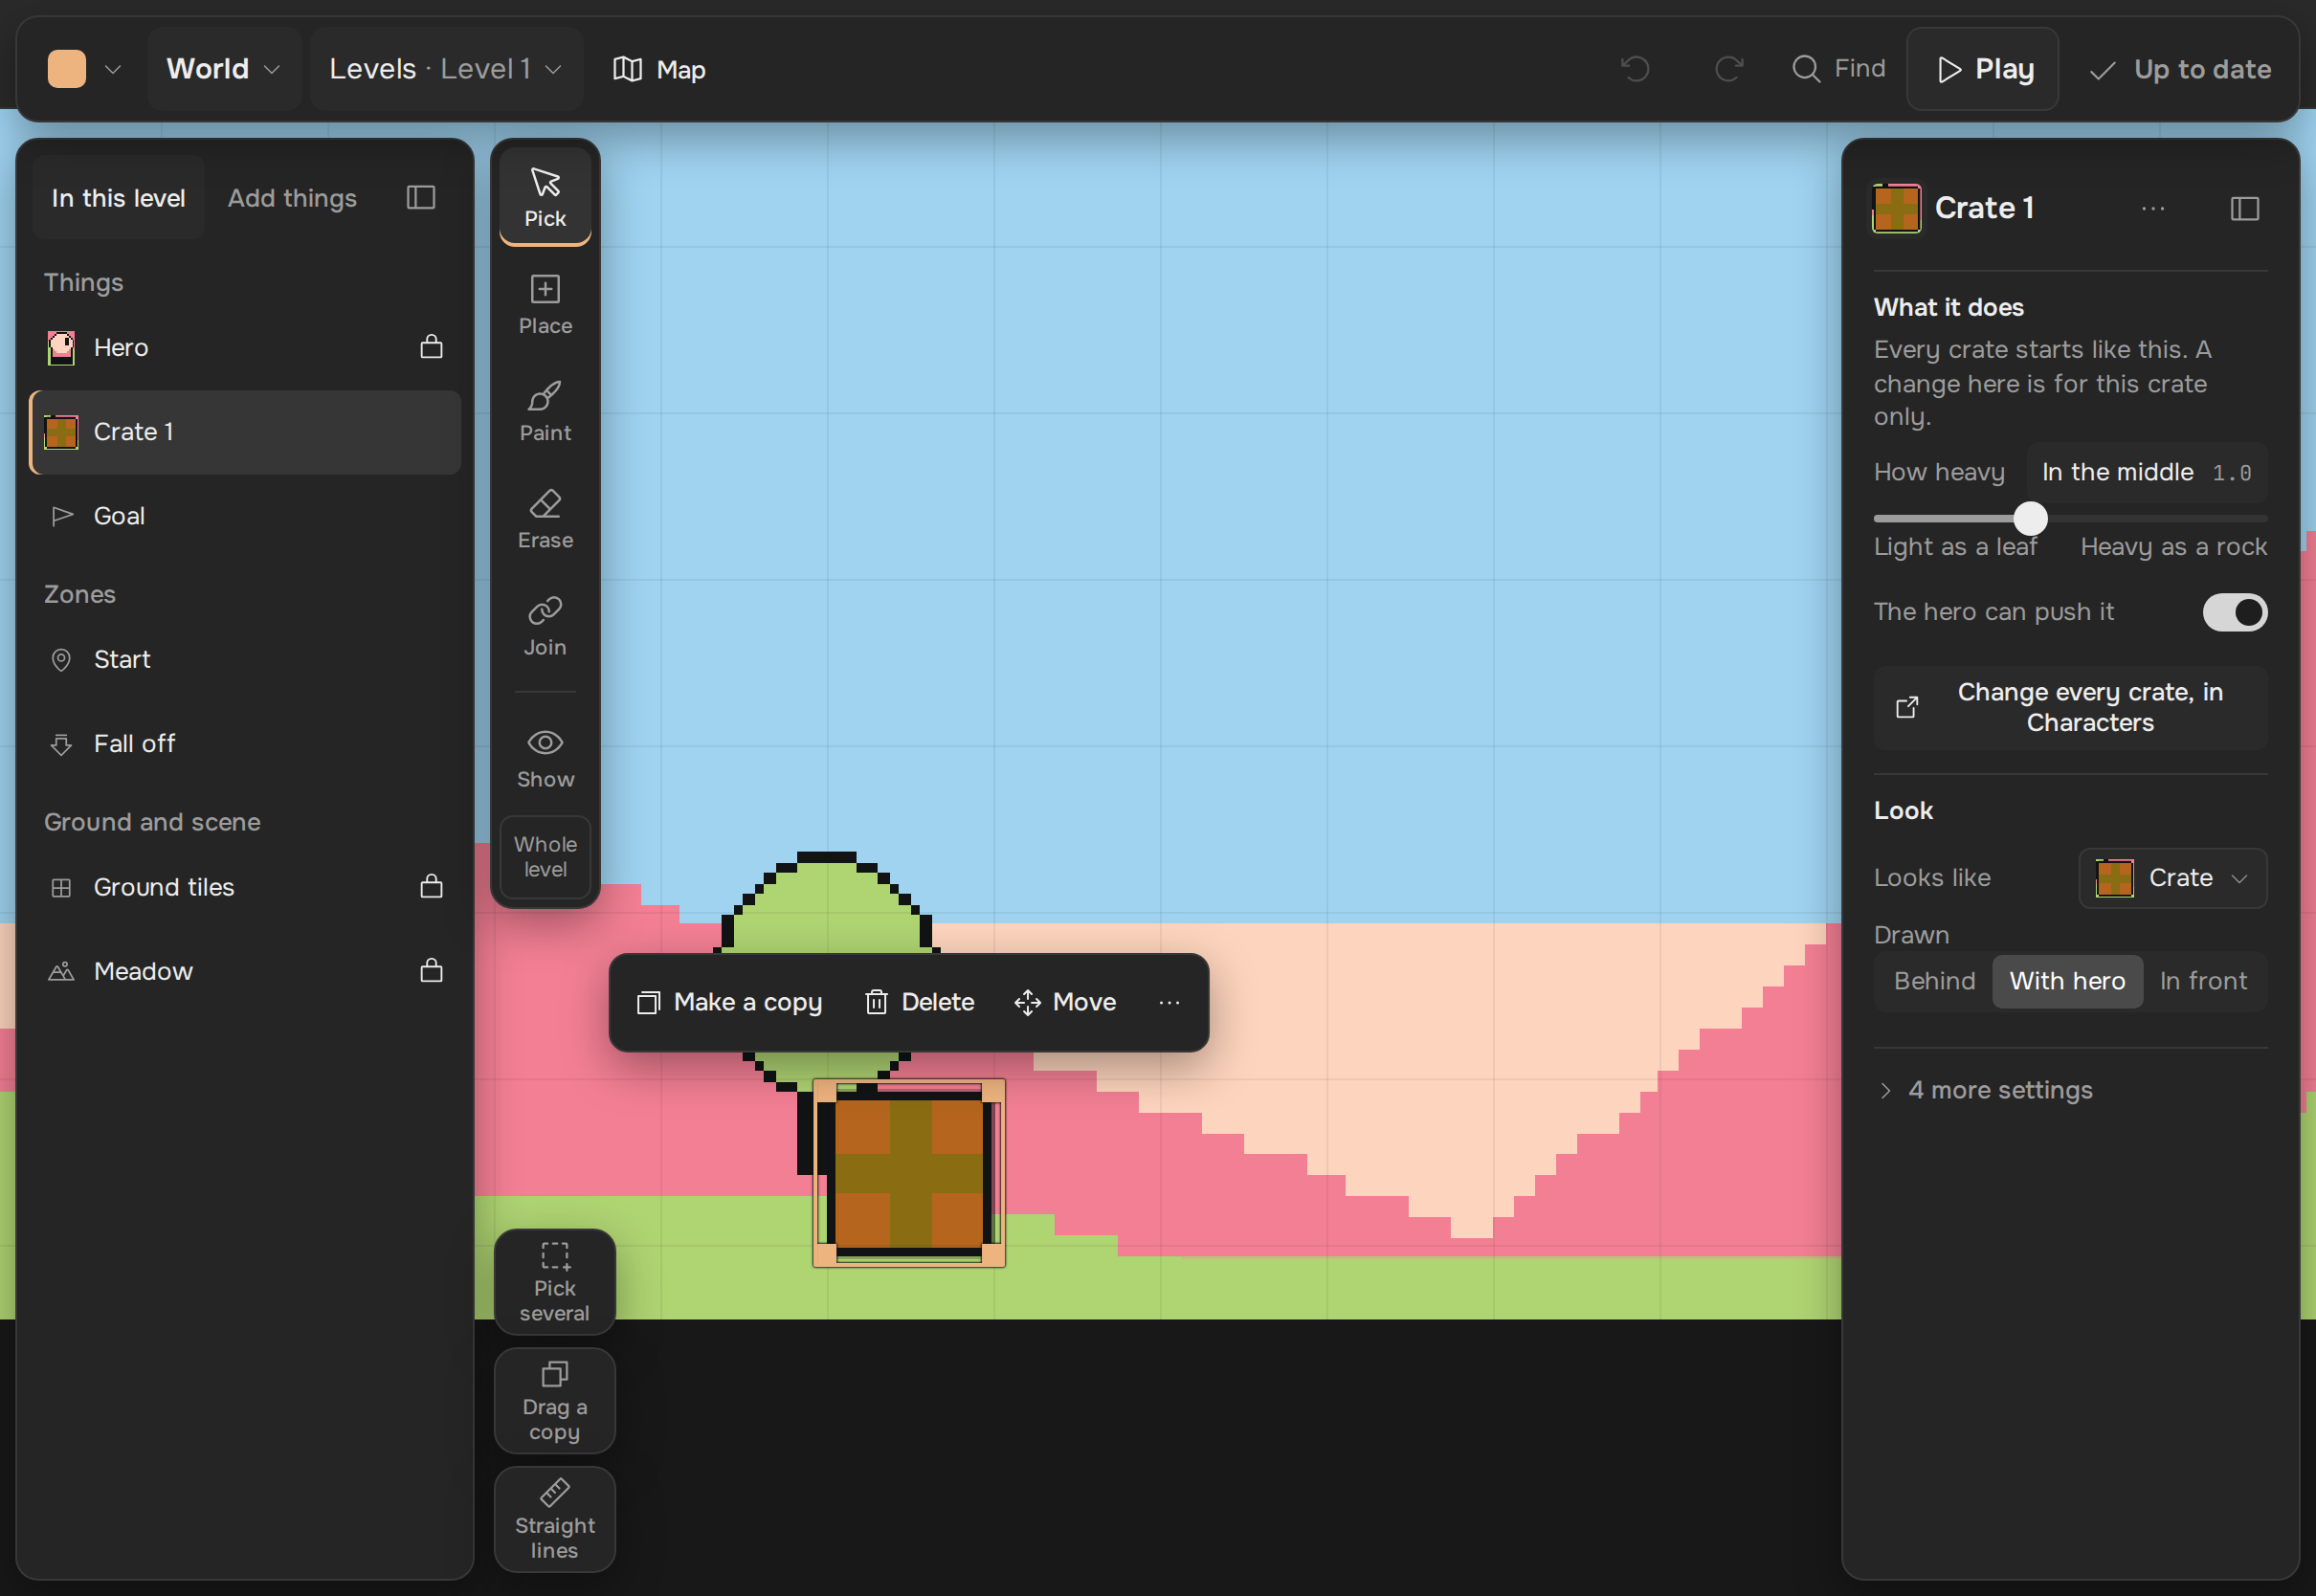 World
Levels · Level 1
Map
Find
Play
Up to date
In this level
Add things
Things
Hero
Crate 1
Goal
Zones
Start
Fall off
Ground and scene
Ground tiles
Meadow
Pick
Place
Paint
Erase
Join
Show
Whole
level
Make a copy
Delete
Move
Pick
several
Drag a
copy
Straight
lines
Crate 1
What it does
Every crate starts like this. A
change here is for this crate
only.
How heavy
In the middle 1.0
Light as a leaf
Heavy as a rock
The hero can push it
Change every crate, in
Characters
Look
Looks like
Crate
Drawn
Behind
With hero
In front
4 more settings